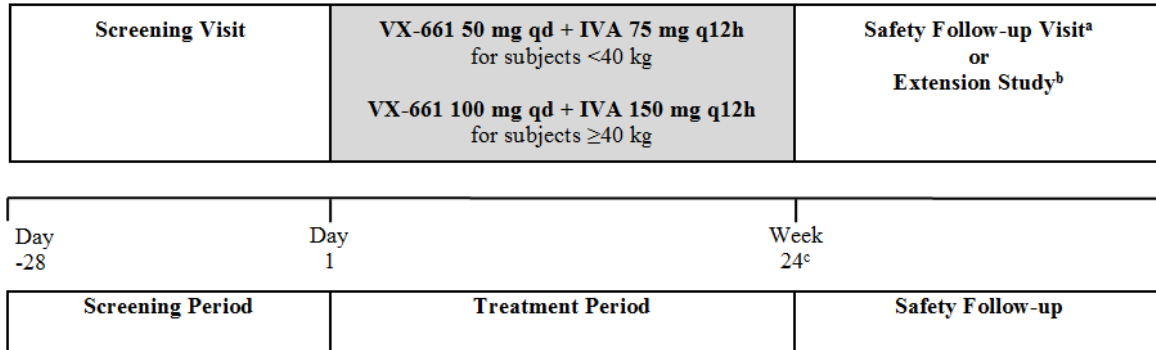 Screening Visit
VX-661 50 mg qd + IVA 75 mg q12h
for subjects <40 kg
VX-661 100 mg qd + IVA 150 mg q12h
for subjects ≥40 kg
Safety Follow-up Visitᵃ
or
Extension Studyᵇ
Day
-28
Day
1
Week
24ᶜ
Screening Period
Treatment Period
Safety Follow-up